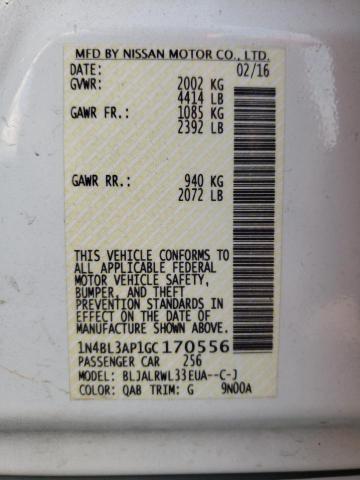 MFD BY NISSAN MOTOR CO., LTD.
DATE: 02/16
GVWR: 2002 KG
4414 LB
GAWR FR.: 1085 KG
2392 LB
GAWR RR.: 940 KG
2072 LB
THIS VEHICLE CONFORMS TO
ALL APPLICABLE FEDERAL
MOTOR VEHICLE SAFETY,
BUMPER, AND THEFT
PREVENTION STANDARDS IN
EFFECT ON THE DATE OF
MANUFACTURE SHOWN ABOVE.
1N4BL3AP1GC170556
PASSENGER CAR 256
MODEL: BLJALRWL33EUA--C-J
COLOR: QAB TRIM: G 9N00A